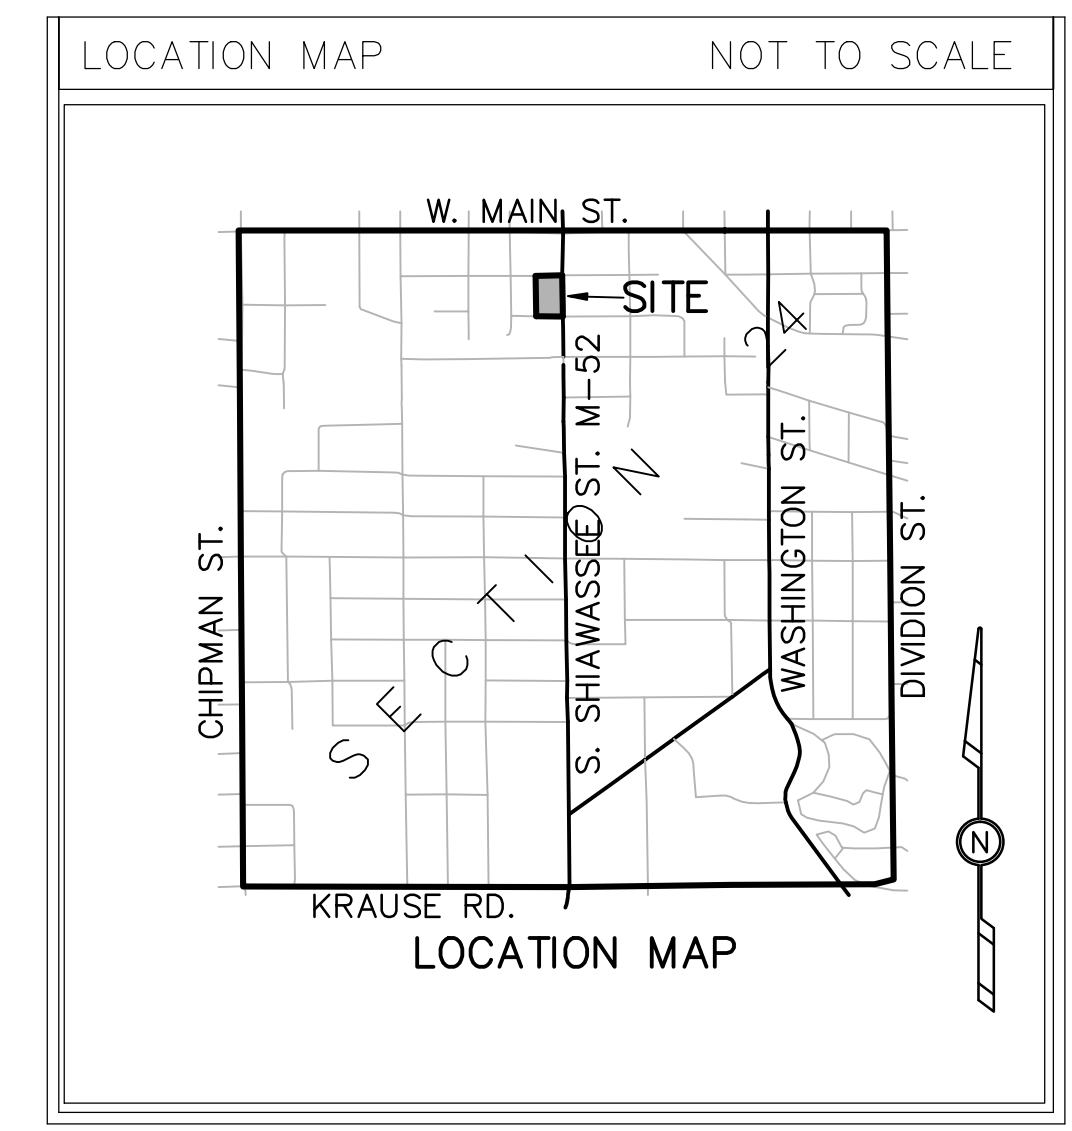 LOCATION MAP
NOT TO SCALE
W. MAIN ST.
SITE
S. SHIAWASSEE ST. M-52
WASHINGTON ST.
CHIPMAN ST.
DIVIDION ST.
SECTION 24
N
KRAUSE RD.
LOCATION MAP